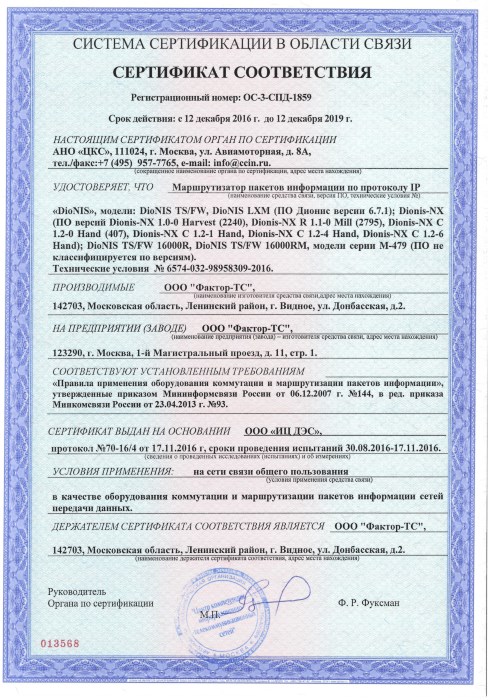 СИСТЕМА СЕРТИФИКАЦИИ В ОБЛАСТИ СВЯЗИ
СЕРТИФИКАТ СООТВЕТСТВИЯ
Регистрационный номер: ОС-3-СПД-1859
Срок действия: с 12 декабря 2016 г. до 12 декабря 2019 г.
НАСТОЯЩИМ СЕРТИФИКАТОМ ОРГАН ПО СЕРТИФИКАЦИИ
АНО «ЦКС», 111024, г. Москва, ул. Авиамоторная, д. 8А,
тел./факс:+7 (495) 957-7765, e-mail: info@ccin.ru.
(сокращенное наименование органа по сертификации, адрес места нахождения)
УДОСТОВЕРЯЕТ, ЧТО Маршрутизатор пакетов информации по протоколу IP
(наименование средства связи, версия ПО, технические условия №)
«DioNIS», модели: DioNIS TS/FW, DioNIS LXM (ПО Дионис версии 6.7.1); Dionis-NX
(ПО версий Dionis-NX 1.0-0 Harvest (2240), Dionis-NX R 1.1-0 Mill (2795), Dionis-NX C
1.2-0 Hand (407), Dionis-NX C 1.2-1 Hand, Dionis-NX C 1.2-4 Hand, Dionis-NX C 1.2-6
Hand); DioNIS TS/FW 16000R, DioNIS TS/FW 16000RM, модели серии М-479 (ПО не
классифицируется по версиям).
Технические условия № 6574-032-98958309-2016.
ПРОИЗВОДИМЫЕ ООО "Фактор-ТС",
(наименование изготовителя средства связи,адрес места нахождения)
142703, Московская область, Ленинский район, г. Видное, ул. Донбасская, д.2.
НА ПРЕДПРИЯТИИ (ЗАВОДЕ) ООО "Фактор-ТС",
(наименование предприятия (завода) – изготовителя средства связи, адрес места нахождения)
123290, г. Москва, 1-й Магистральный проезд, д. 11, стр. 1.
СООТВЕТСТВУЮТ УСТАНОВЛЕННЫМ ТРЕБОВАНИЯМ
«Правила применения оборудования коммутации и маршрутизации пакетов информации»,
утвержденные приказом Мининформсвязи России от 06.12.2007 г. №144, в ред. приказа
Минкомсвязи России от 23.04.2013 г. №93.
СЕРТИФИКАТ ВЫДАН НА ОСНОВАНИИ ООО «ИЦ ДЭС»,
протокол №70-16/4 от 17.11.2016 г, сроки проведения испытаний 30.08.2016-17.11.2016.
(сведения о проведенных исследованиях (испытаниях) и об измерениях)
УСЛОВИЯ ПРИМЕНЕНИЯ: на сети связи общего пользования
(условия применения средства связи)
в качестве оборудования коммутации и маршрутизации пакетов информации сетей
передачи данных.
ДЕРЖАТЕЛЕМ СЕРТИФИКАТА СООТВЕТСТВИЯ ЯВЛЯЕТСЯ ООО "Фактор-ТС",
142703, Московская область, Ленинский район, г. Видное, ул. Донбасская, д.2.
(наименование держателя сертификата соответствия, адрес места нахождения)
Руководитель
Органа по сертификации
М.П.
Ф. Р. Фуксман
013568